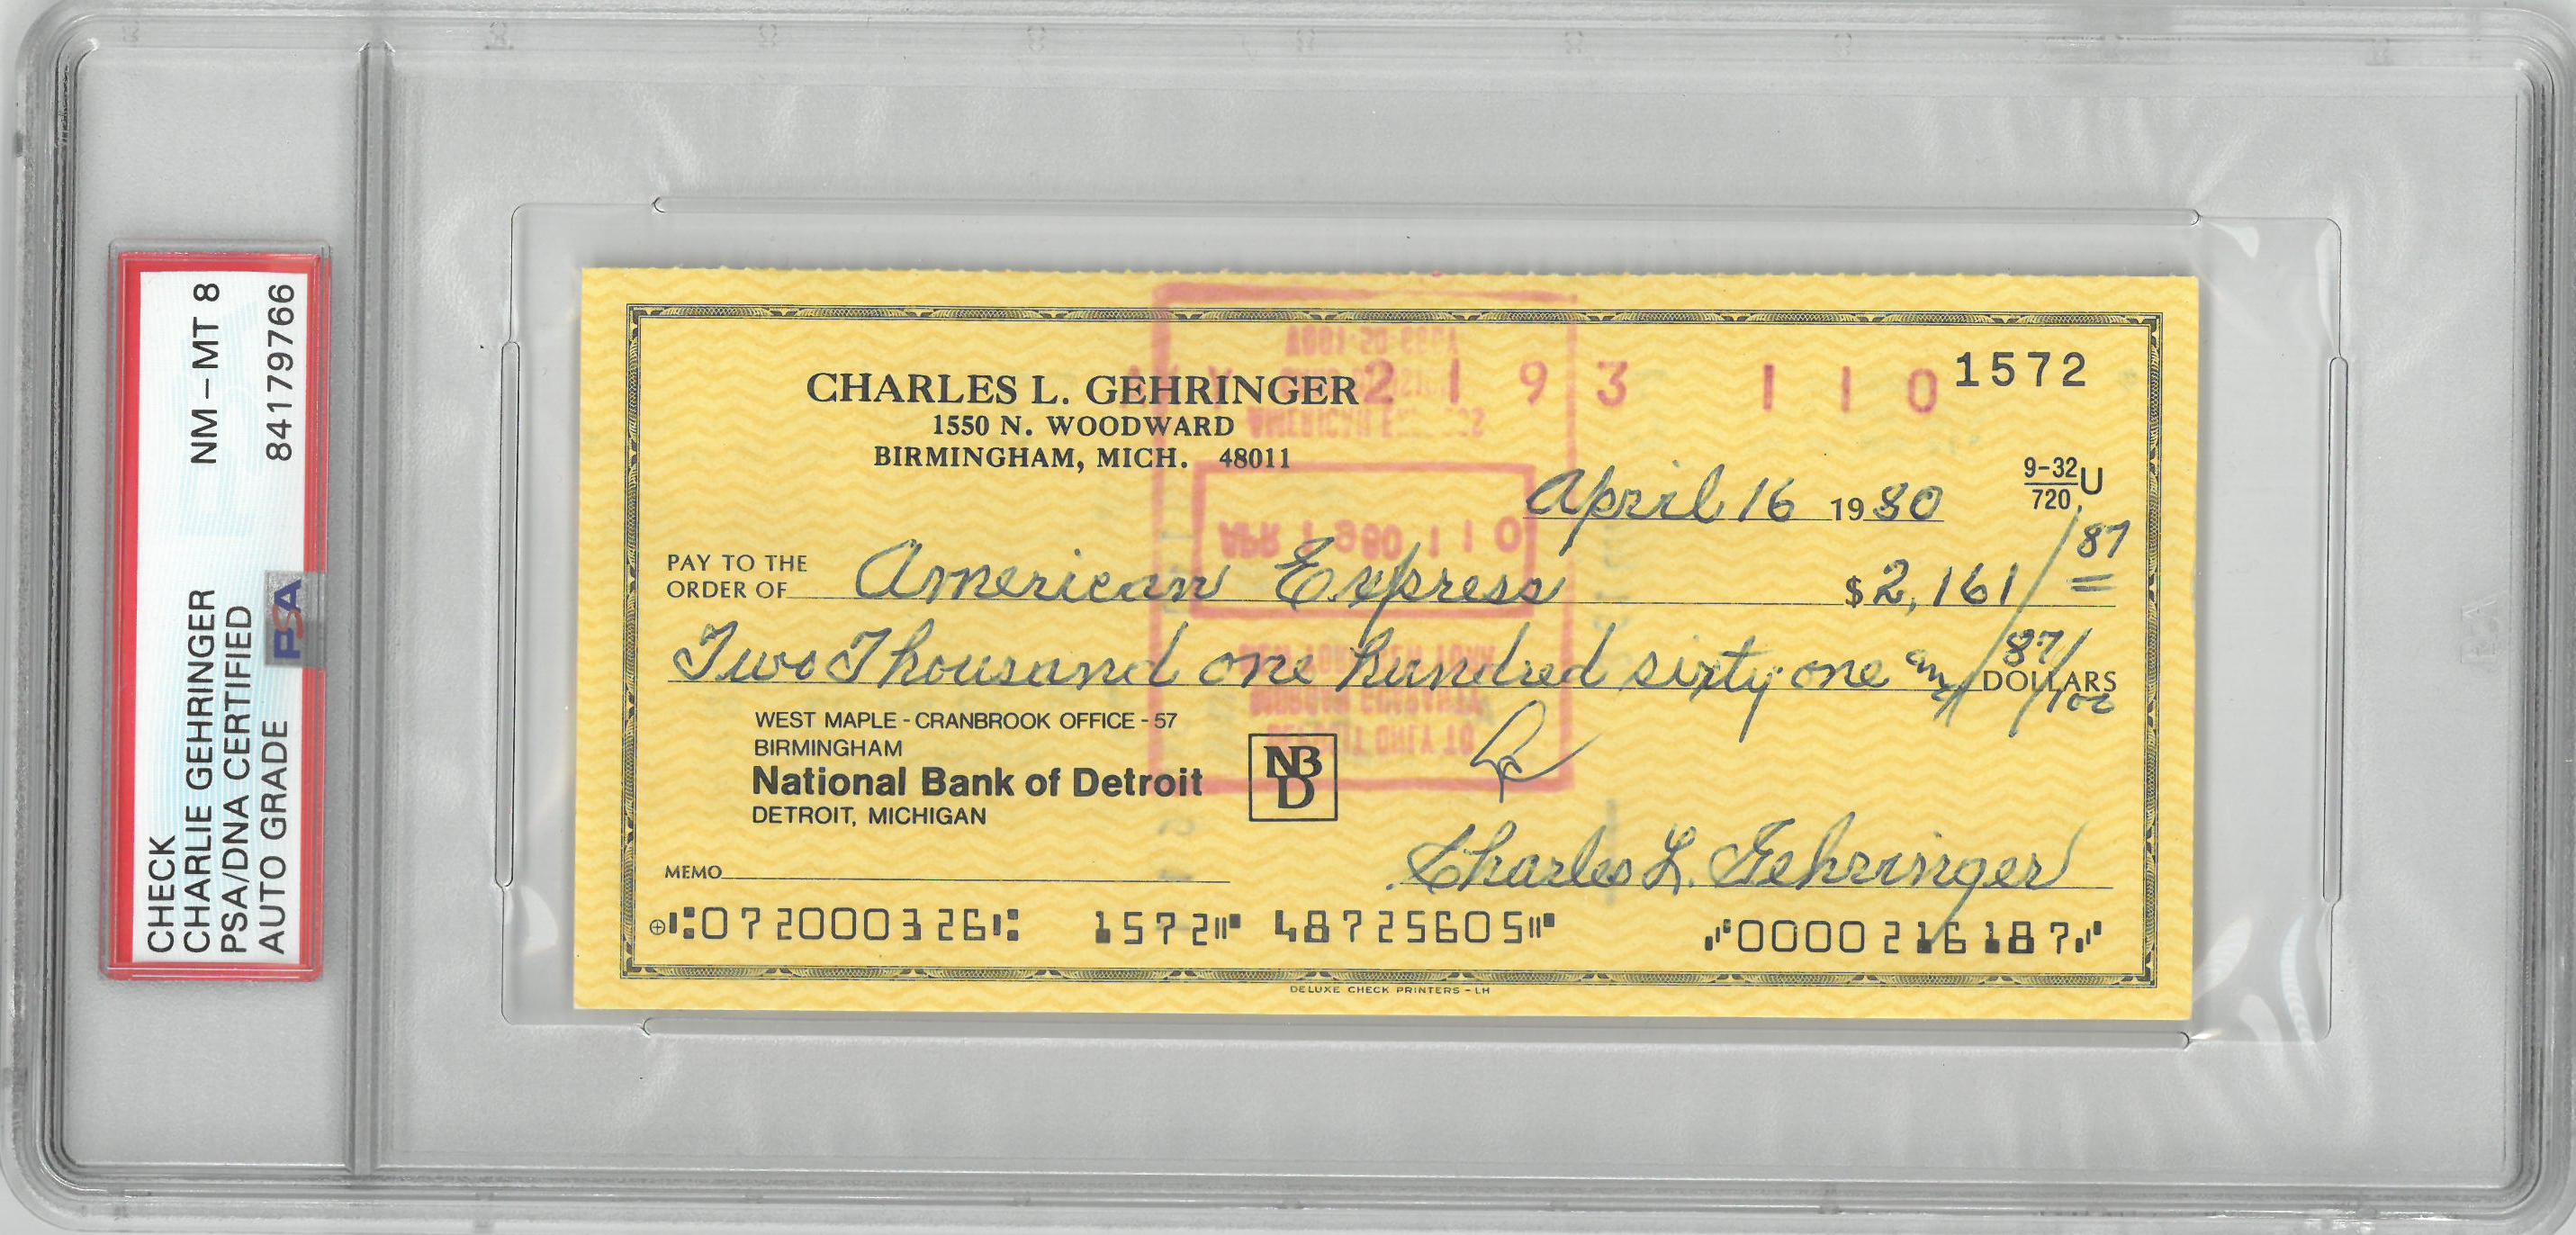 CHECK
CHARLIE GEHRINGER
PSA/DNA CERTIFIED
AUTO GRADE
NM-MT 8
84179766
PSA
CHARLES L. GEHRINGER
1550 N. WOODWARD
BIRMINGHAM, MICH. 48011
2 1 9 3 1 1 0
1572
9-32 U
720
April 16 1980
PAY TO THE
ORDER OF American Express $2,161/87
Two Thousand one hundred sixty one and 87/100 DOLLARS
WEST MAPLE - CRANBROOK OFFICE - 57
BIRMINGHAM
National Bank of Detroit
DETROIT, MICHIGAN
NBD
MEMO
Charles L. Gehringer
⑆072000326⑆ 1572⑈ 48725605⑈ ⑇0000216187⑇
DELUXE CHECK PRINTERS - LH